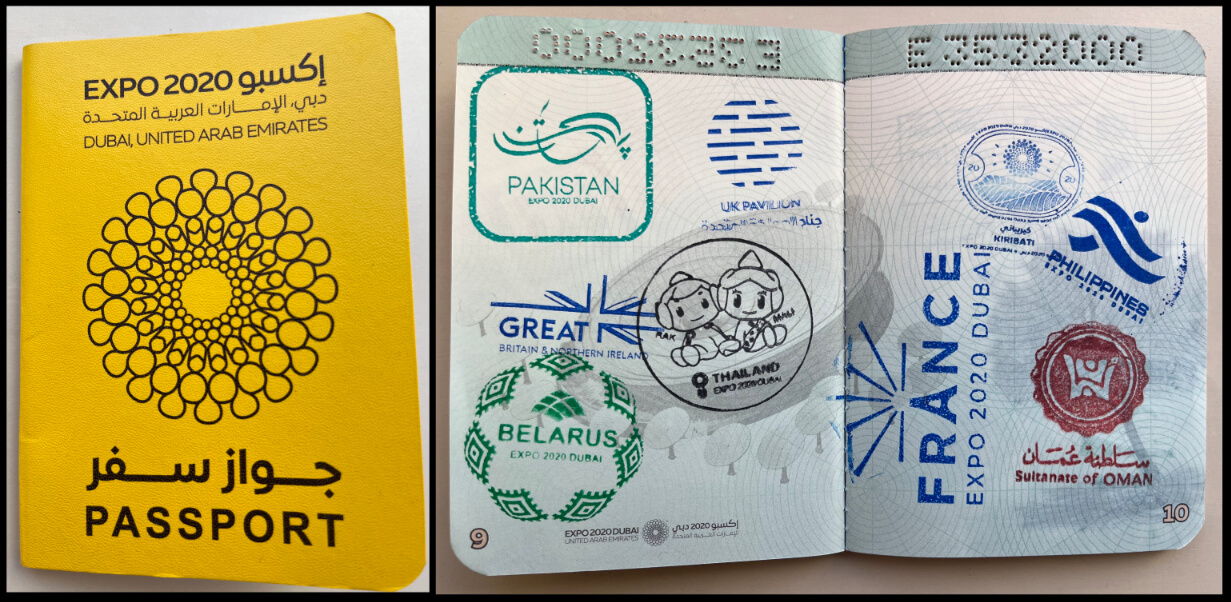 EXPO 2020 إكسبو
دبي، الإمارات العربية المتحدة
DUBAI, UNITED ARAB EMIRATES
جواز سفر
PASSPORT
E3532000
پاکستان
PAKISTAN
EXPO 2020 DUBAI
UK PAVILION
جناح المملكة المتحدة
GREAT
BRITAIN & NORTHERN IRELAND
RAK
MALI
THAILAND
EXPO 2020 DUBAI
BELARUS
EXPO 2020 DUBAI
EXPO 2020 DUBAI
UNITED ARAB EMIRATES
إكسبو 2020 دبي
الإمارات العربية المتحدة
9
20
20
كيريباتي
KIRIBATI
EXPO 2020 DUBAI
PHILIPPINES
EXPO 2020 DUBAI
FRANCE
EXPO 2020 DUBAI
سلطنة عُمان
Sultanate of OMAN
10